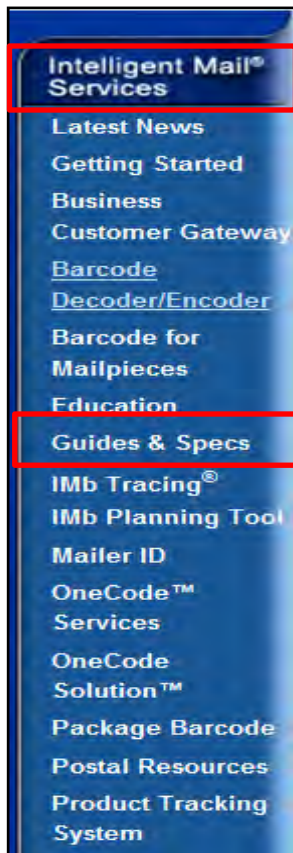 Intelligent Mail®
Services
Latest News
Getting Started
Business
Customer Gateway
Barcode
Decoder/Encoder
Barcode for
Mailpieces
Education
Guides & Specs
IMb Tracing®
IMb Planning Tool
Mailer ID
OneCode™
Services
OneCode
Solution™
Package Barcode
Postal Resources
Product Tracking
System